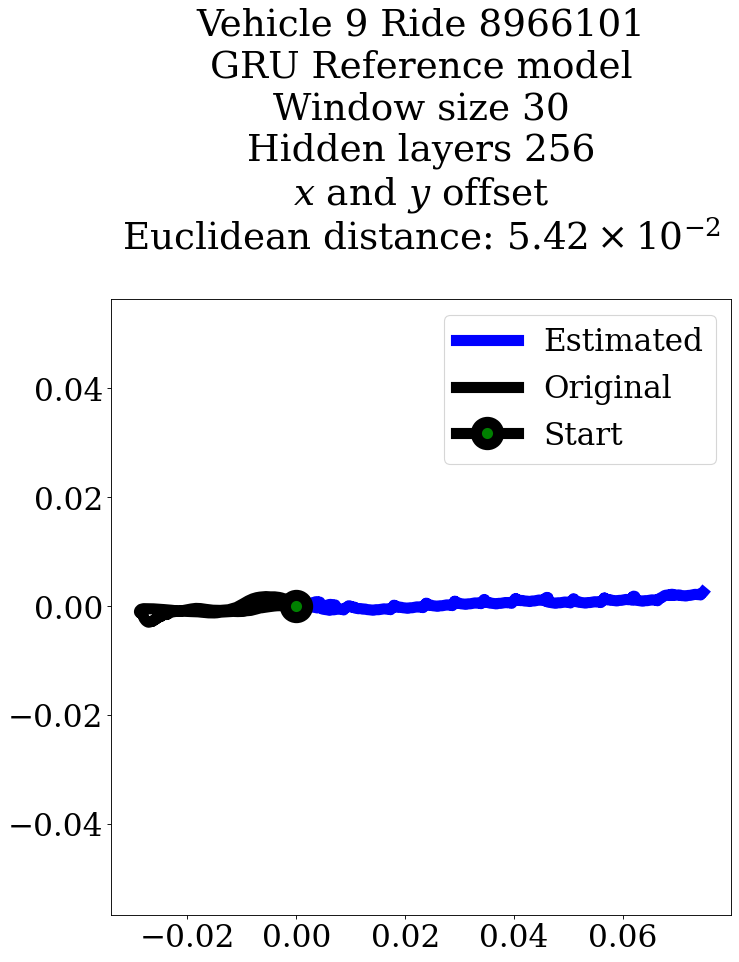 Vehicle 9 Ride 8966101
GRU Reference model
Window size 30
Hidden layers 256
x and y offset
Euclidean distance: 5.42 × 10⁻²
Estimated
Original
Start
0.04
0.02
0.00
−0.02
−0.04
−0.02 0.00 0.02 0.04 0.06